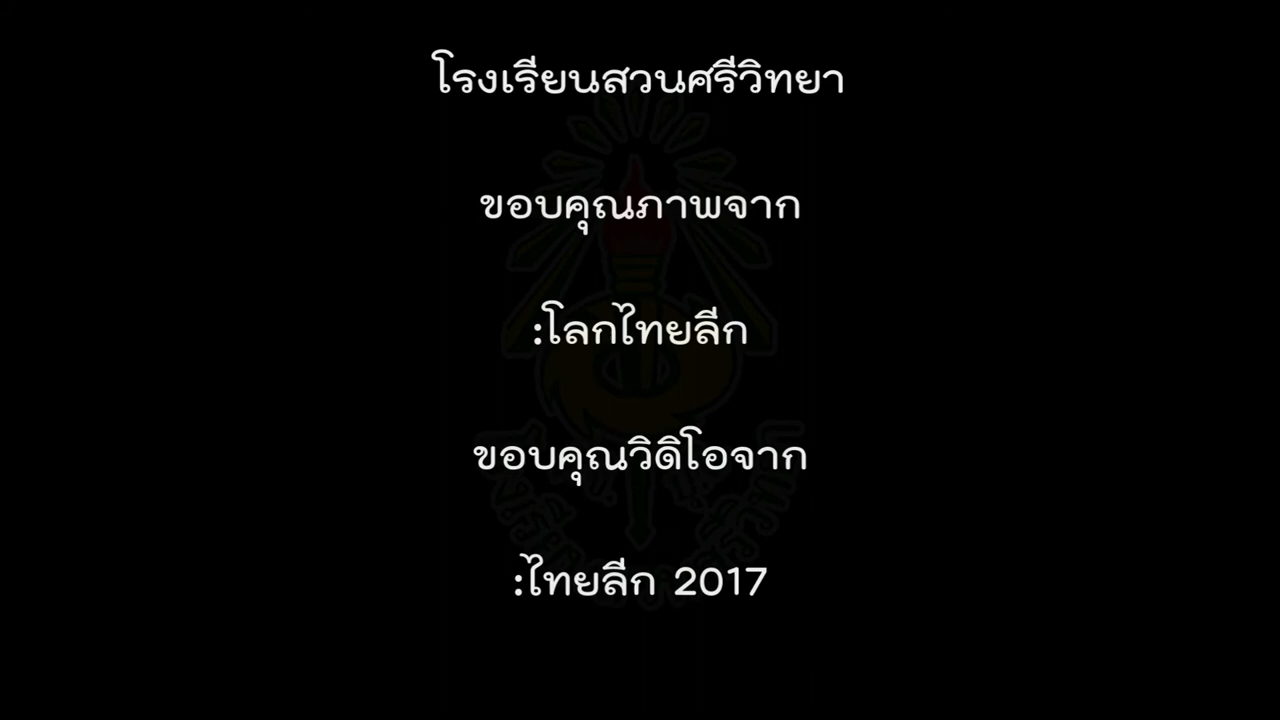 โรงเรียนสวนศรีวิทยา
ขอบคุณภาพจาก
:โลกไทยลีก
ขอบคุณวิดิโอจาก
:ไทยลีก 2017